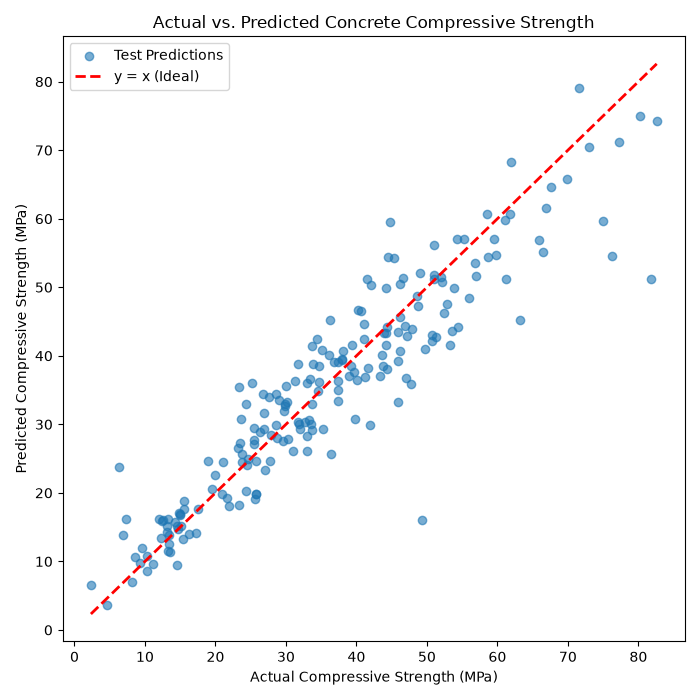 Actual vs. Predicted Concrete Compressive Strength
Test Predictions
y = x (Ideal)
Predicted Compressive Strength (MPa)
80
70
60
50
40
30
20
10
0
0 10 20 30 40 50 60 70 80
Actual Compressive Strength (MPa)